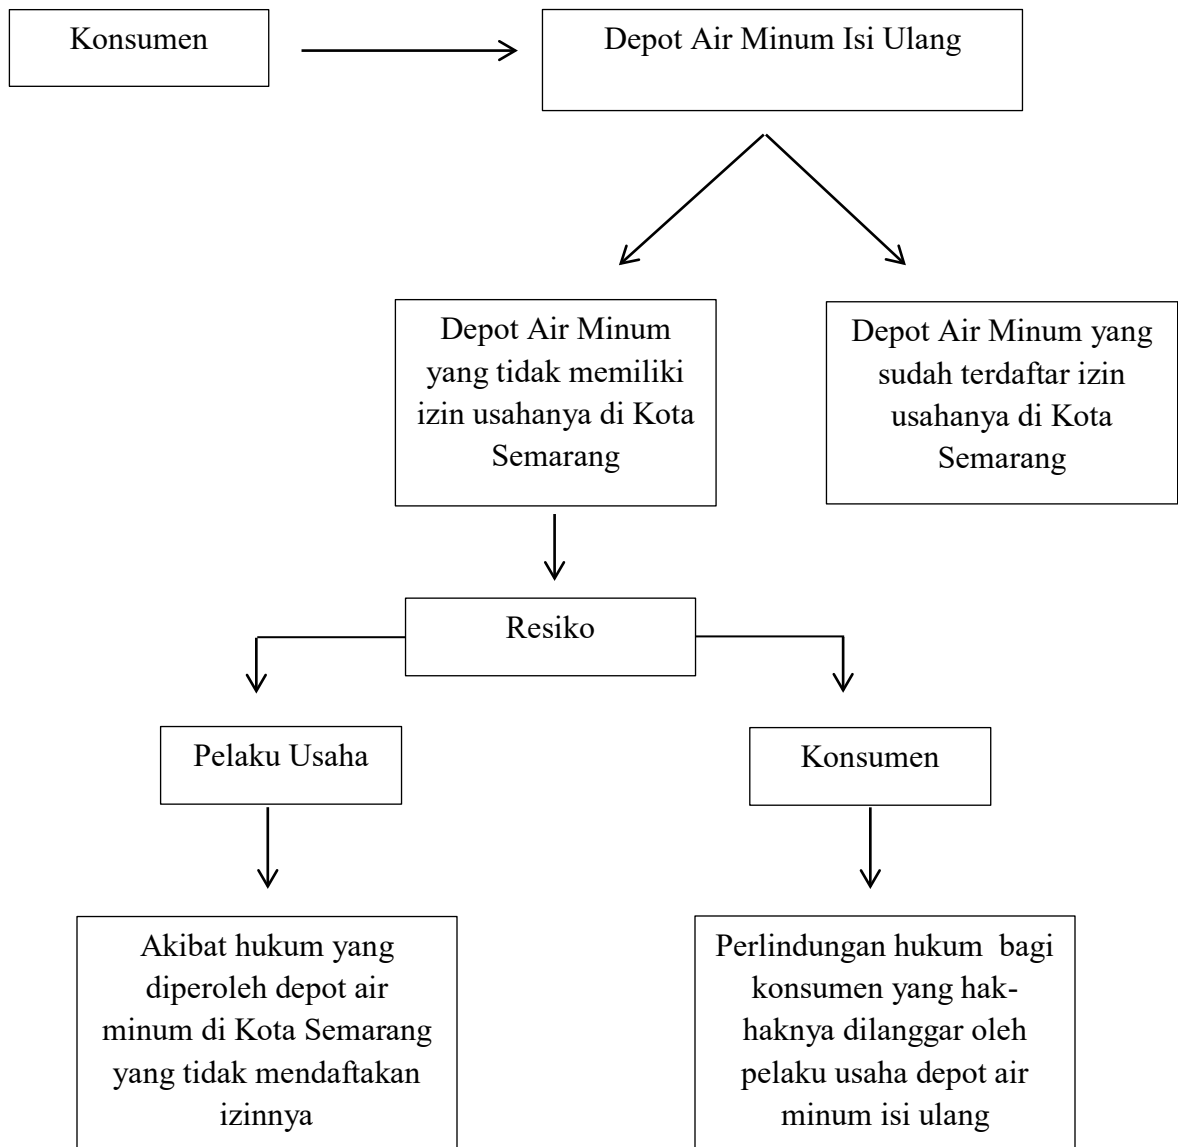 Konsumen
Depot Air Minum Isi Ulang
Depot Air Minum
yang tidak memiliki
izin usahanya di Kota
Semarang
Depot Air Minum yang
sudah terdaftar izin
usahanya di Kota
Semarang
Resiko
Pelaku Usaha
Konsumen
Akibat hukum yang
diperoleh depot air
minum di Kota Semarang
yang tidak mendaftakan
izinnya
Perlindungan hukum  bagi
konsumen yang hak-
haknya dilanggar oleh
pelaku usaha depot air
minum isi ulang